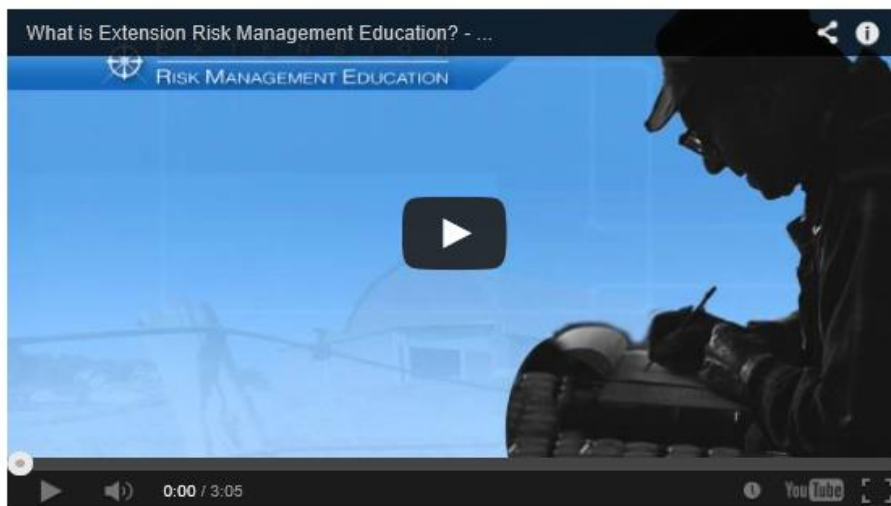 What is Extension Risk Management Education? - ...
EXTENSION
RISK MANAGEMENT EDUCATION
0:00 / 3:05
YouTube